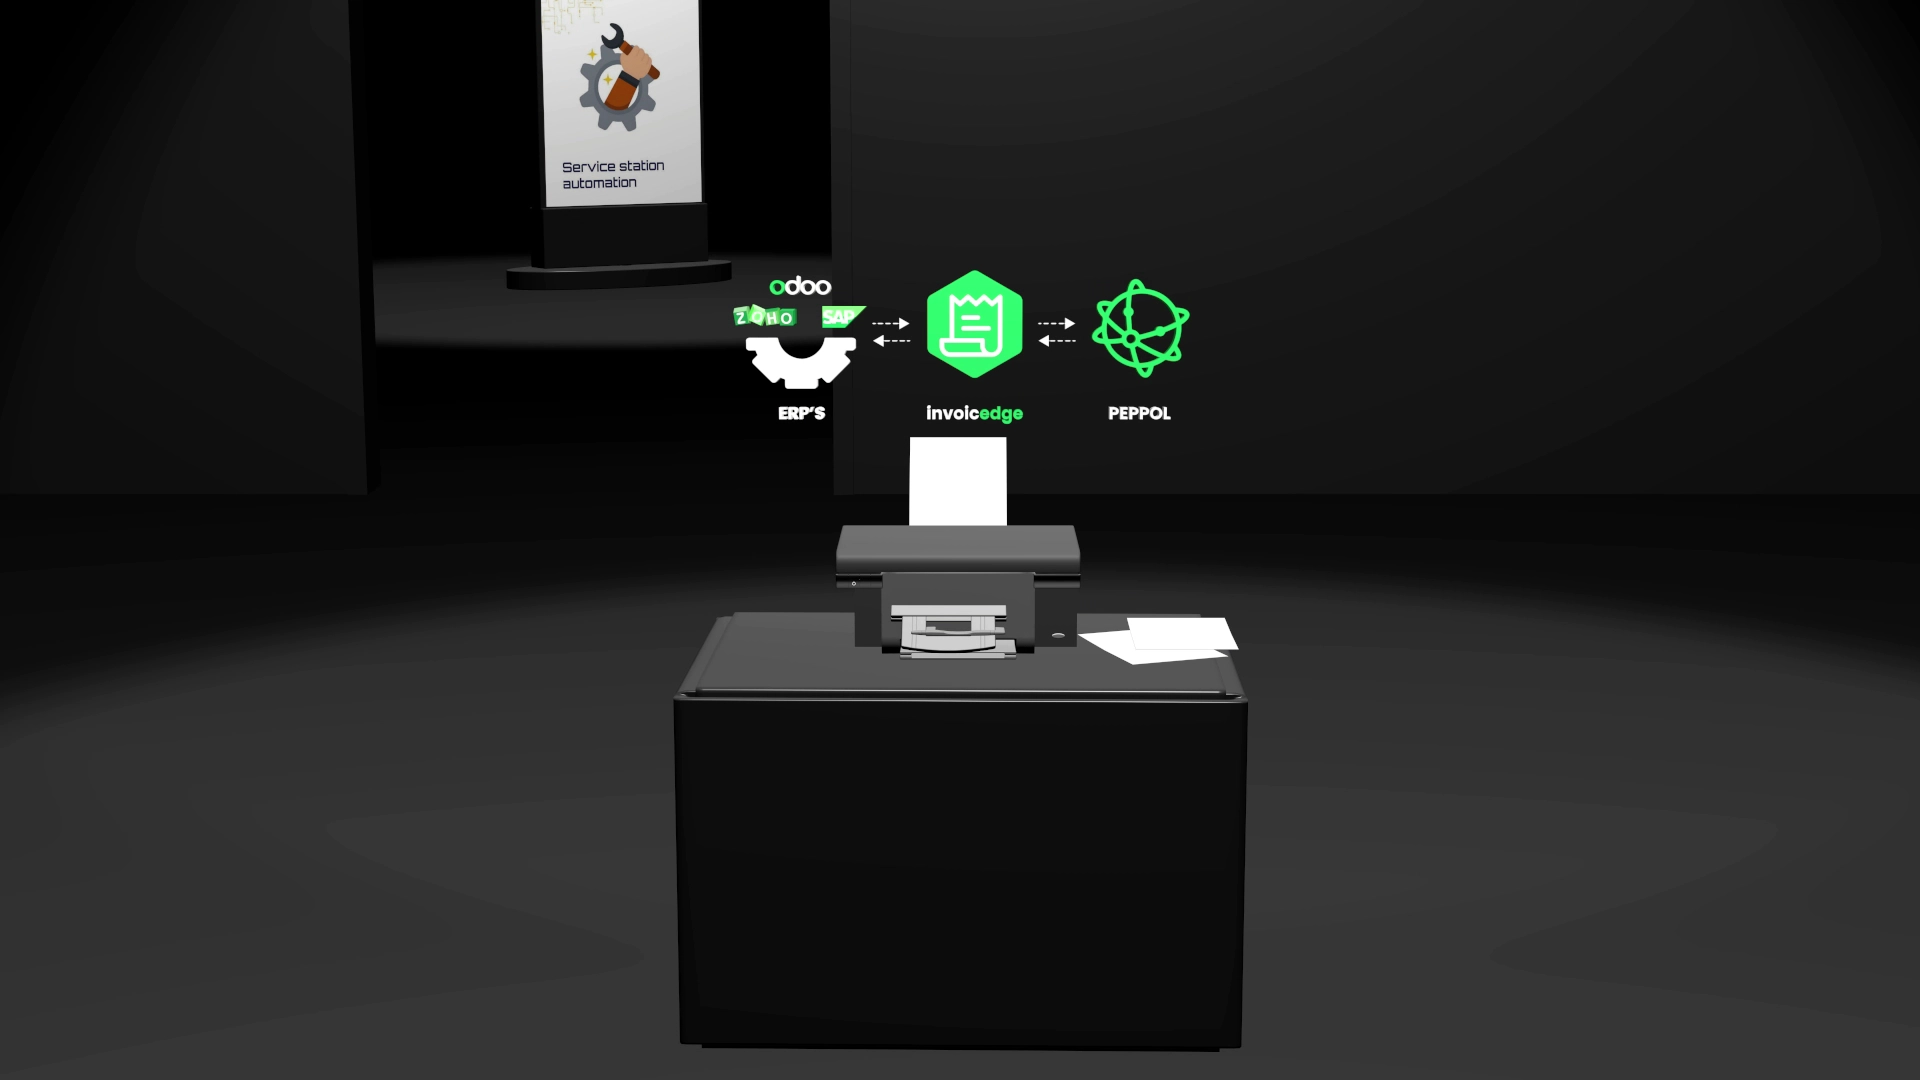 Service station
automation
odoo
ZOHO SAP
ERP'S
invoicedge
PEPPOL